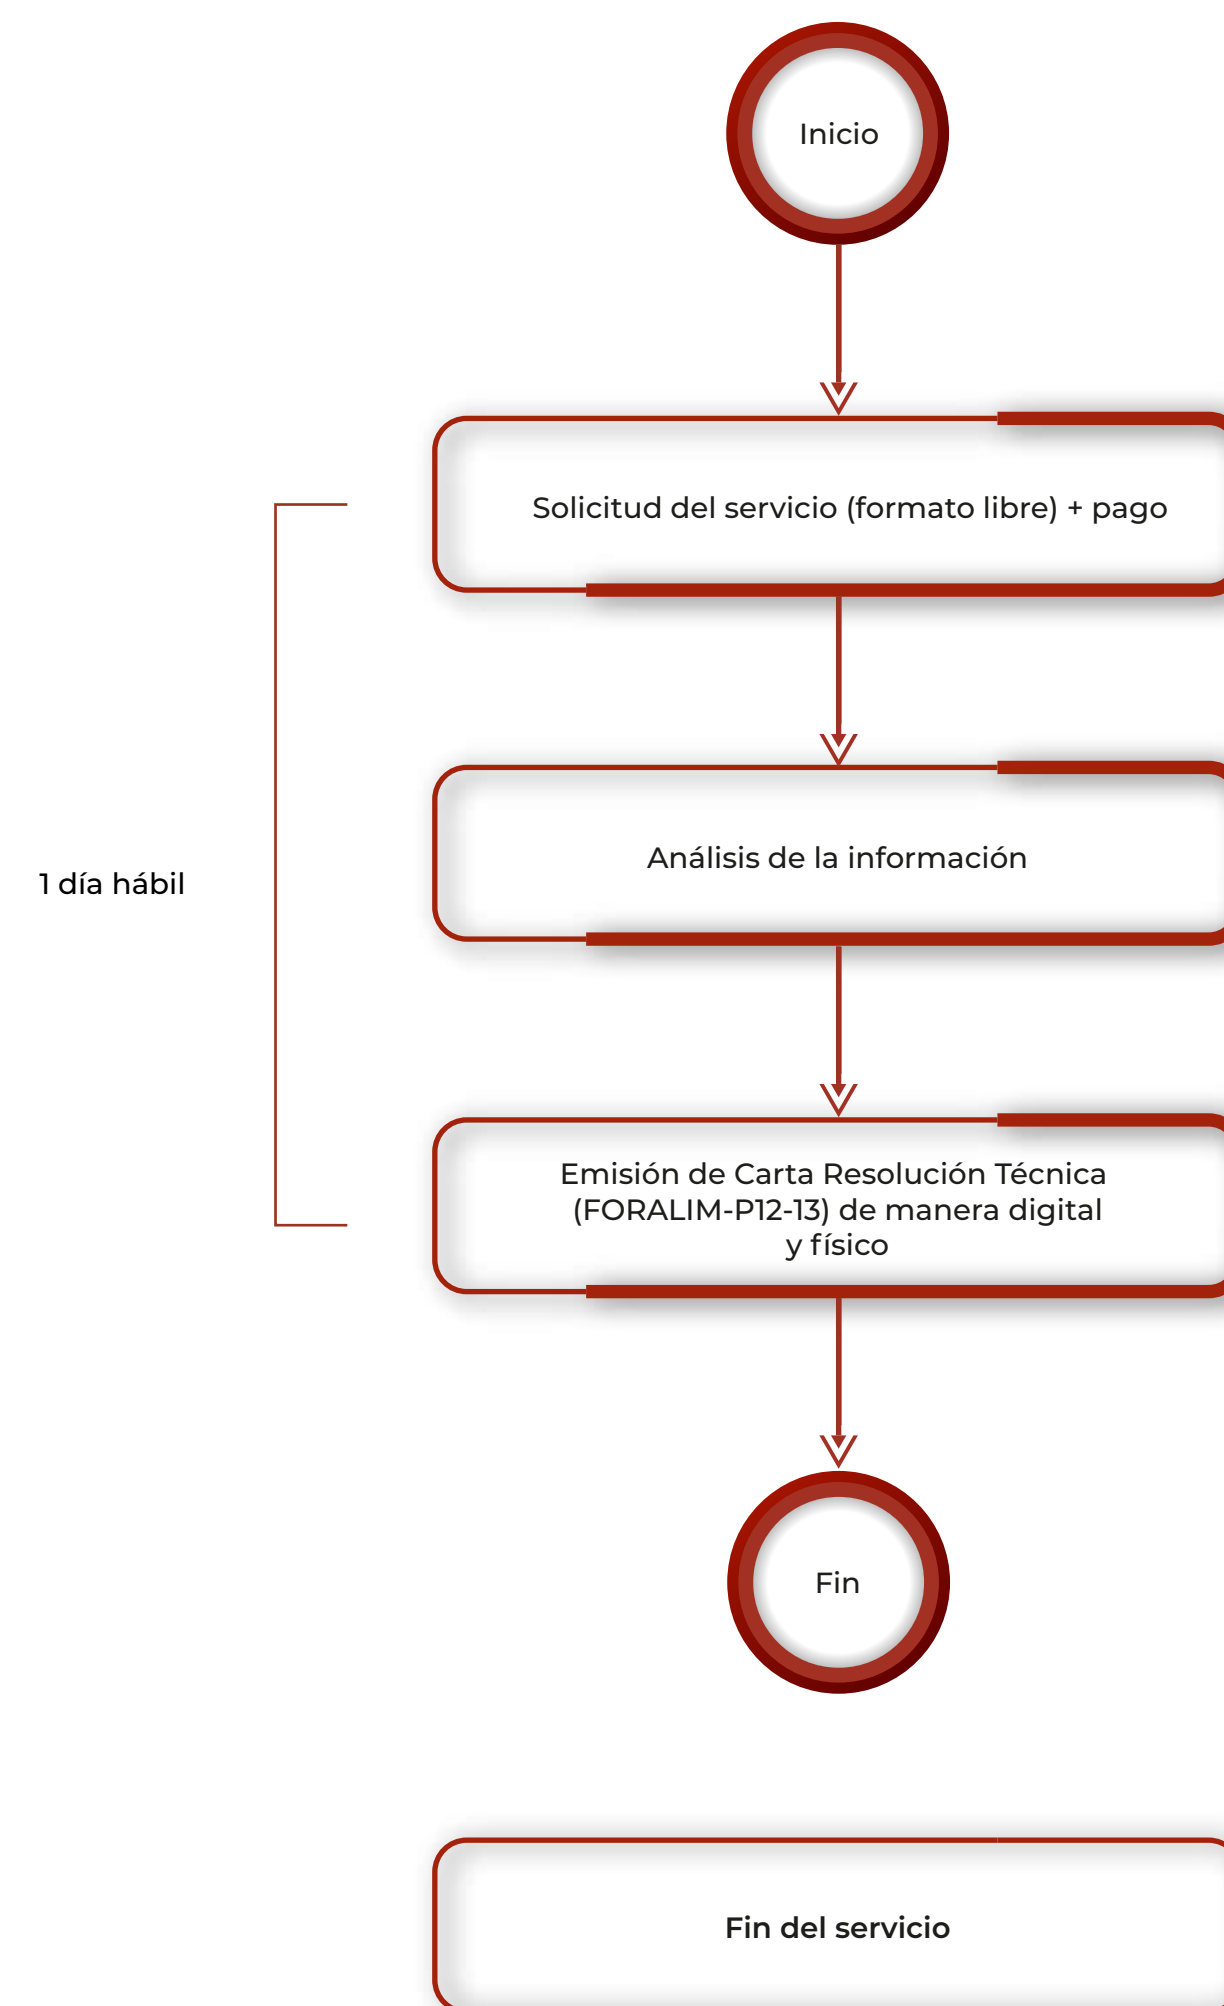 Inicio
Solicitud del servicio (formato libre) + pago
Análisis de la información
1 día hábil
Emisión de Carta Resolución Técnica
(FORALIM-P12-13) de manera digital
y físico
Fin
Fin del servicio